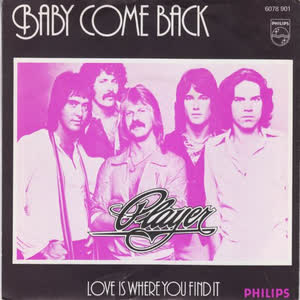 BABY COME BACK
PHILIPS
6078 901
Player
LOVE IS WHERE YOU FIND IT
PHILIPS